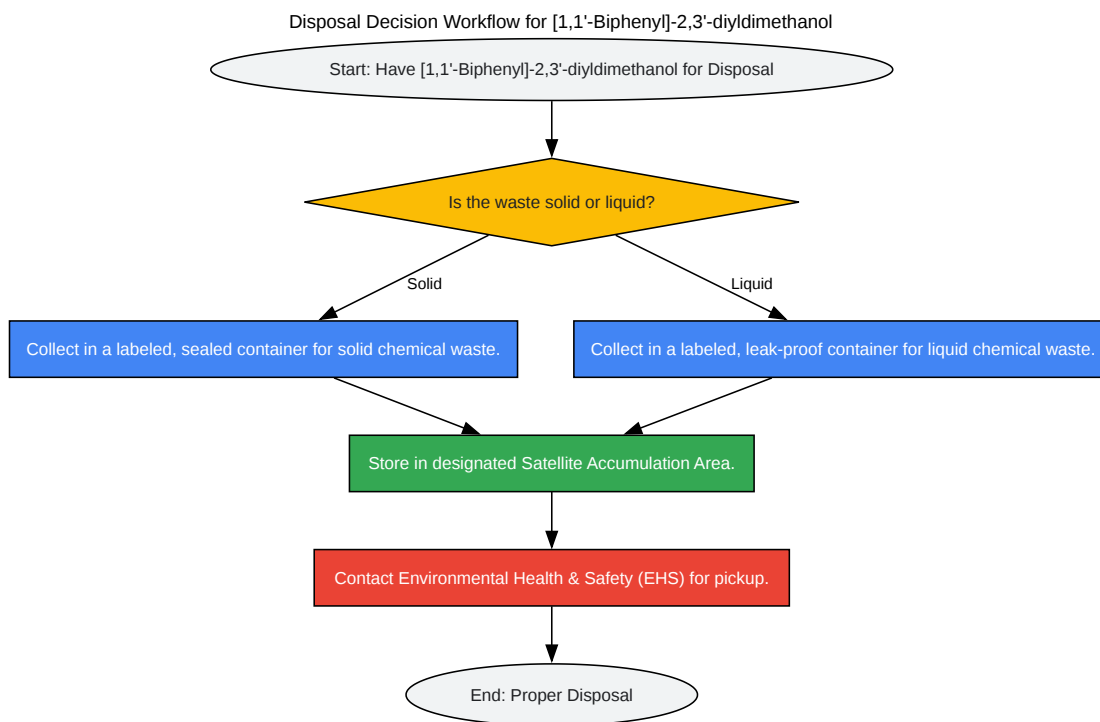 Disposal Decision Workflow for [1,1'-Biphenyl]-2,3'-diyldimethanol
Start: Have [1,1'-Biphenyl]-2,3'-diyldimethanol for Disposal
Is the waste solid or liquid?
Solid
Liquid
Collect in a labeled, sealed container for solid chemical waste.
Collect in a labeled, leak-proof container for liquid chemical waste.
Store in designated Satellite Accumulation Area.
Contact Environmental Health & Safety (EHS) for pickup.
End: Proper Disposal